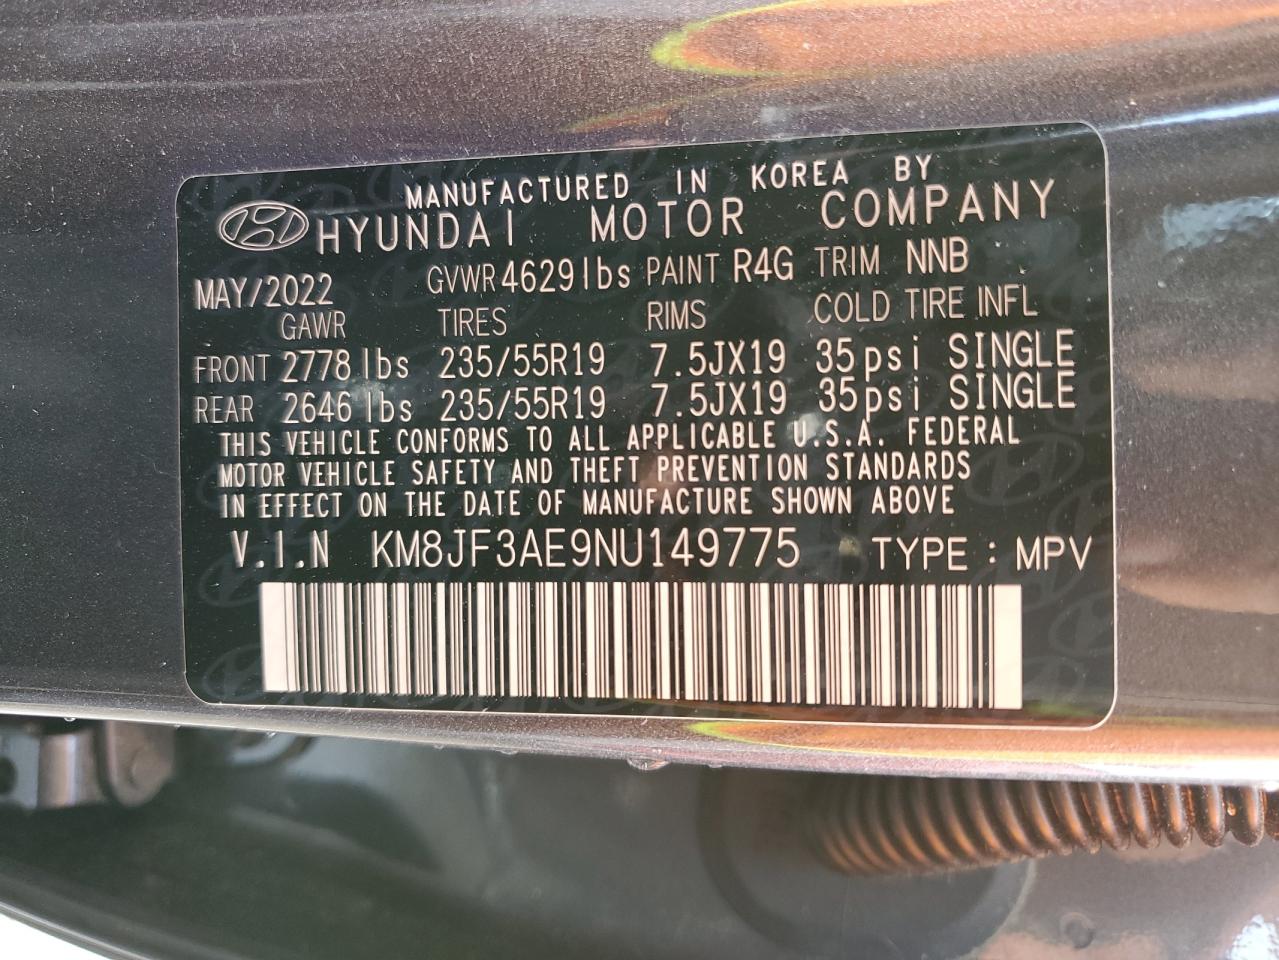 MANUFACTURED IN KOREA BY
HYUNDAI MOTOR COMPANY
MAY/2022 GVWR 4629 lbs PAINT R4G TRIM NNB
GAWR TIRES RIMS COLD TIRE INFL
FRONT 2778 lbs 235/55R19 7.5JX19 35psi SINGLE
REAR 2646 lbs 235/55R19 7.5JX19 35psi SINGLE
THIS VEHICLE CONFORMS TO ALL APPLICABLE U.S.A. FEDERAL
MOTOR VEHICLE SAFETY AND THEFT PREVENTION STANDARDS
IN EFFECT ON THE DATE OF MANUFACTURE SHOWN ABOVE
V.I.N KM8JF3AE9NU149775 TYPE : MPV